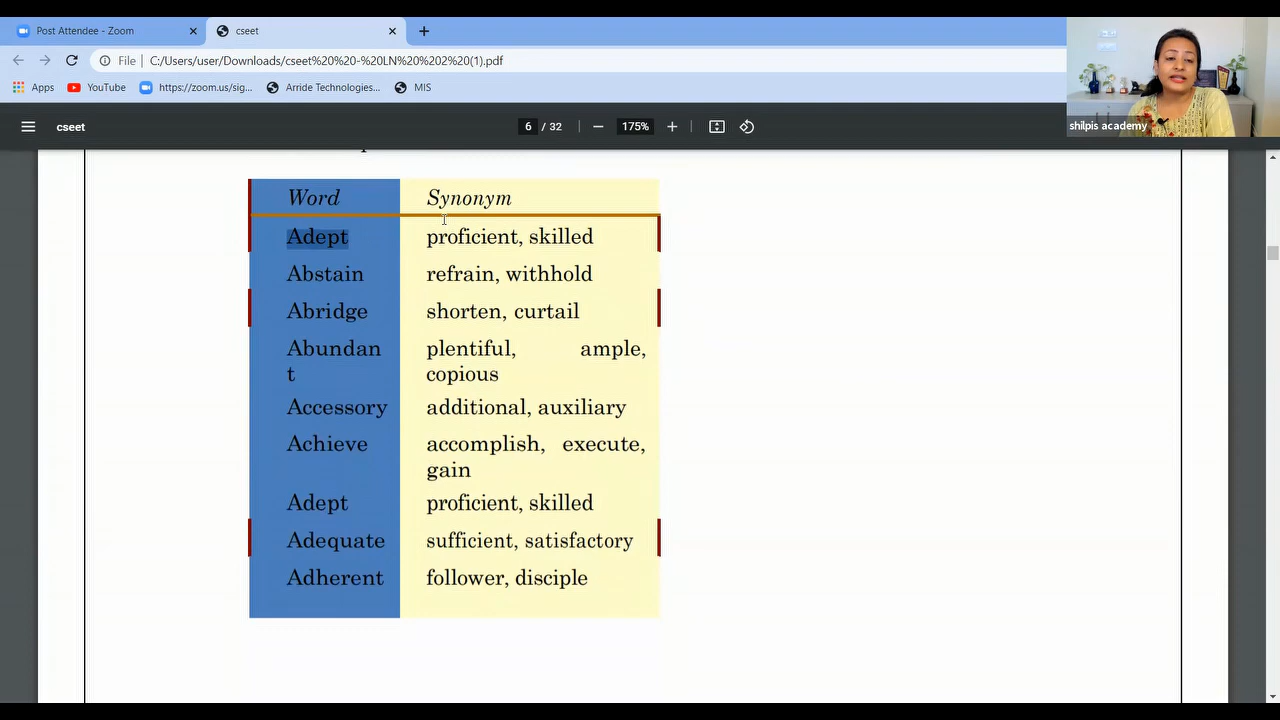 Post Attendee - Zoom
cseet
File | C:/Users/user/Downloads/cseet%20%20-%20LN%20%202%20(1).pdf
Apps YouTube https://zoom.us/sig... Arride Technologies... MIS
cseet
6 / 32 175%
shilpis academy
Word Synonym
Adept proficient, skilled
Abstain refrain, withhold
Abridge shorten, curtail
Abundan plentiful, ample,
t copious
Accessory additional, auxiliary
Achieve accomplish, execute,
gain
Adept proficient, skilled
Adequate sufficient, satisfactory
Adherent follower, disciple